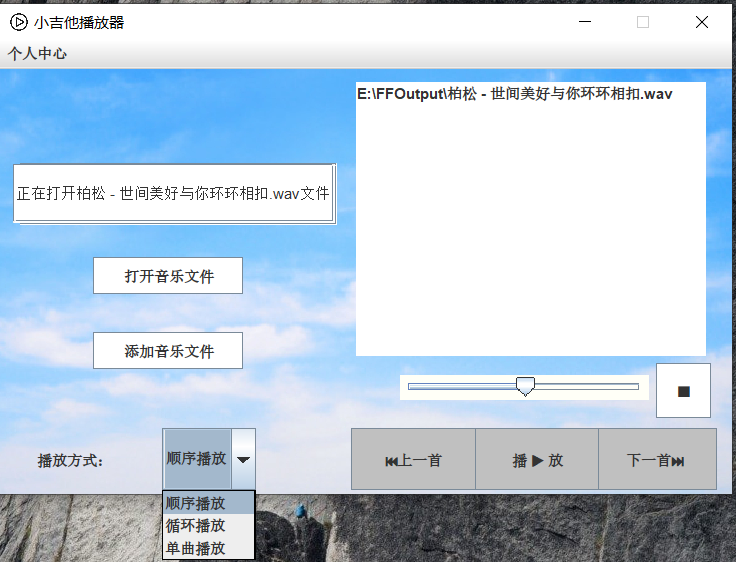 小吉他播放器
个人中心
E:\FFOutput\柏松 - 世间美好与你环环相扣.wav
正在打开柏松 - 世间美好与你环环相扣.wav文件
打开音乐文件
添加音乐文件
播放方式:
顺序播放
⏮上一首
播 ▶ 放
下一首⏭
顺序播放
循环播放
单曲播放